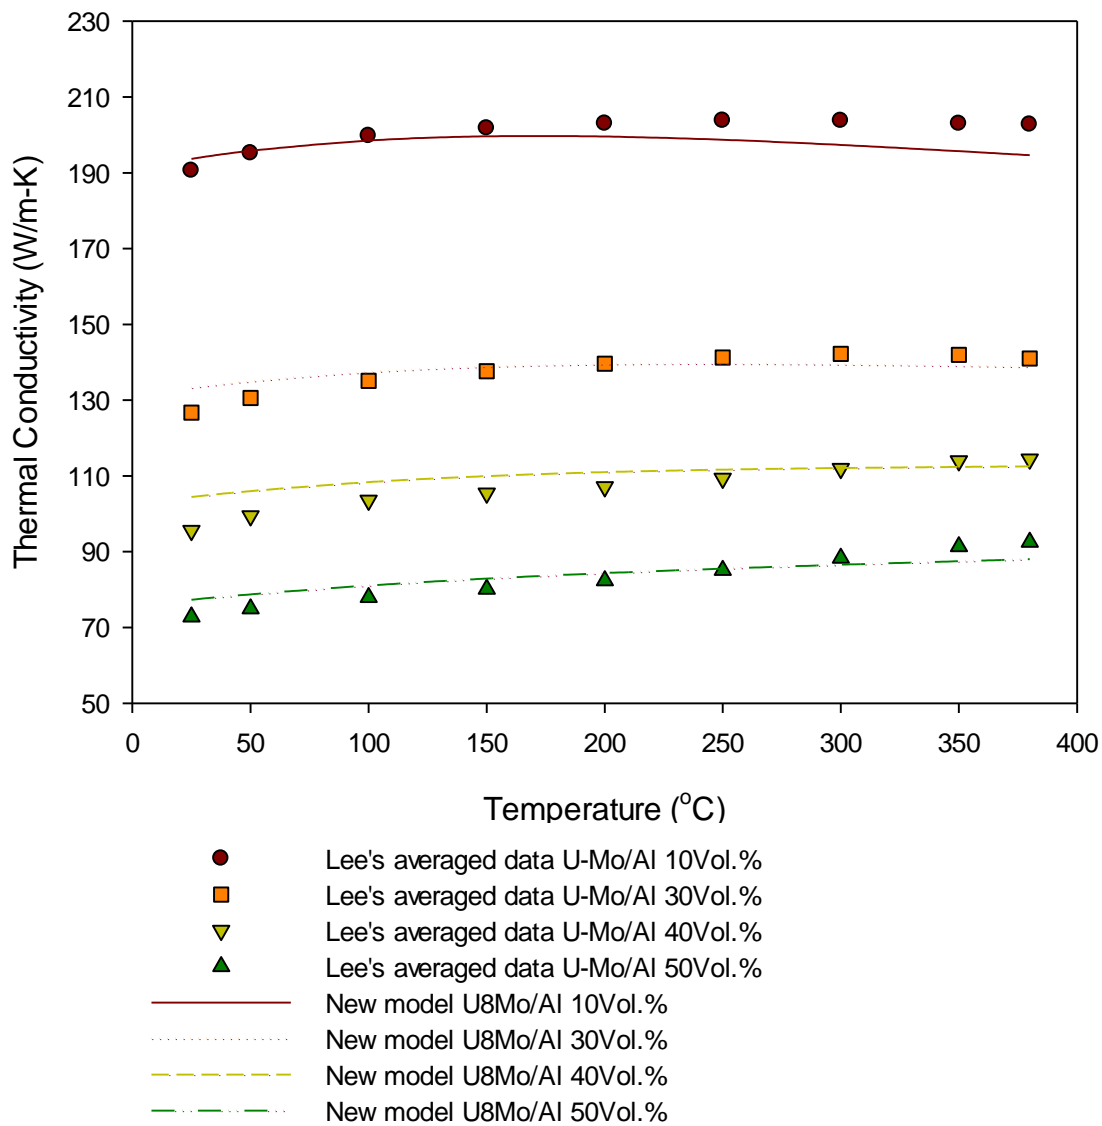 230
210
190
170
150
130
110
90
70
50
Thermal Conductivity (W/m-K)
0 50 100 150 200 250 300 350 400
Temperature (°C)
Lee's averaged data U-Mo/Al 10Vol.%
Lee's averaged data U-Mo/Al 30Vol.%
Lee's averaged data U-Mo/Al 40Vol.%
Lee's averaged data U-Mo/Al 50Vol.%
New model U8Mo/Al 10Vol.%
New model U8Mo/Al 30Vol.%
New model U8Mo/Al 40Vol.%
New model U8Mo/Al 50Vol.%